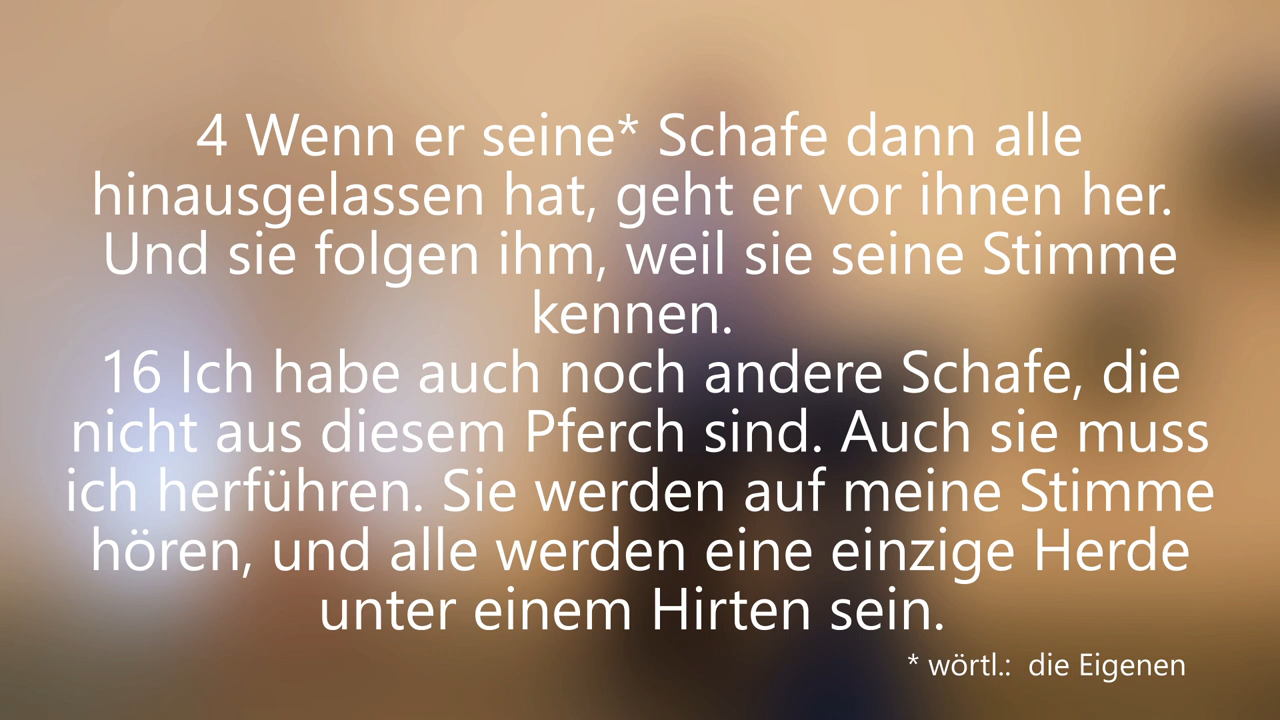 4 Wenn er seine* Schafe dann alle
hinausgelassen hat, geht er vor ihnen her.
Und sie folgen ihm, weil sie seine Stimme
kennen.
16 Ich habe auch noch andere Schafe, die
nicht aus diesem Pferch sind. Auch sie muss
ich herführen. Sie werden auf meine Stimme
hören, und alle werden eine einzige Herde
unter einem Hirten sein.
* wörtl.: die Eigenen